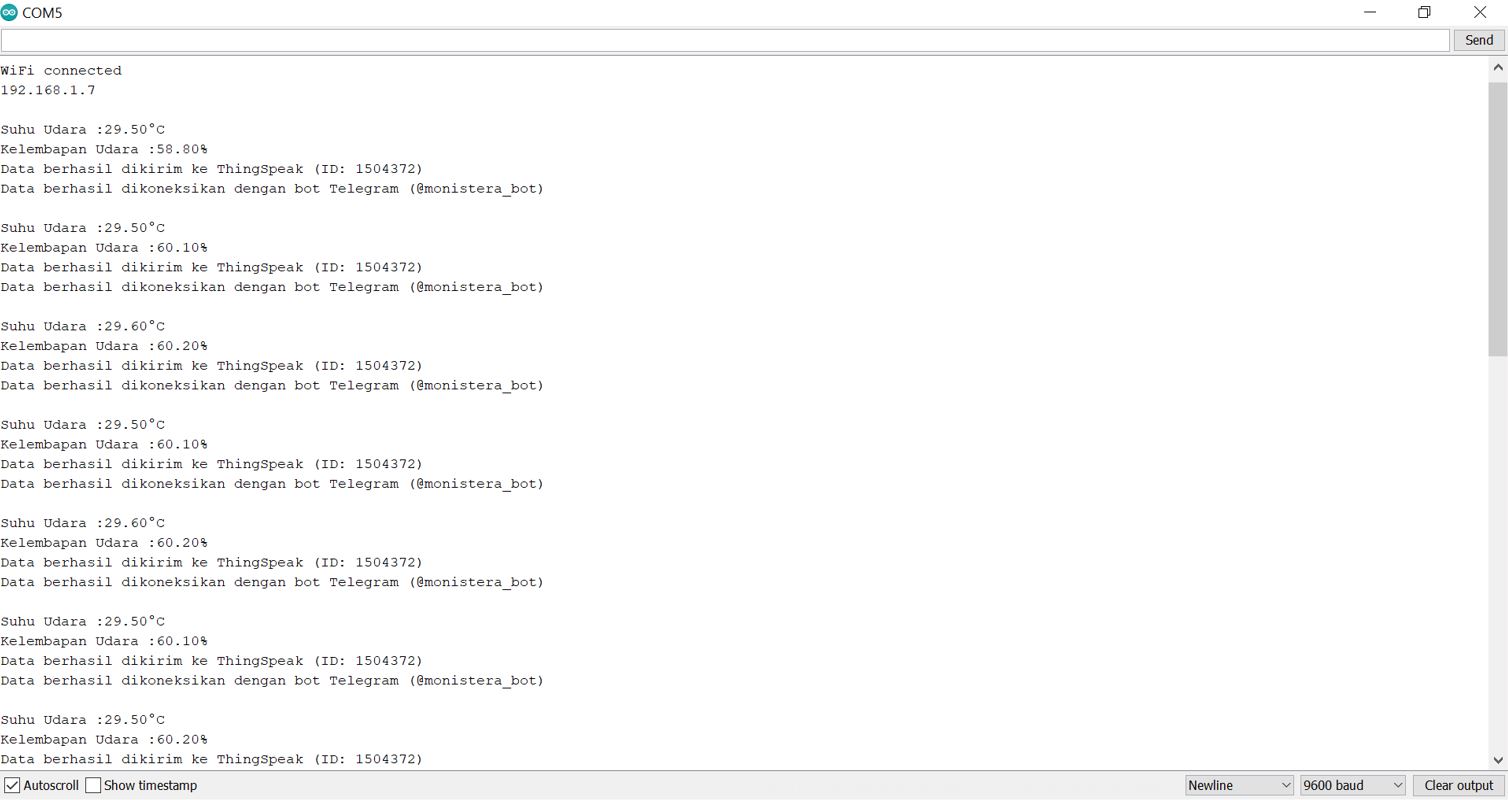 COM5
Send
WiFi connected
192.168.1.7
Suhu Udara :29.50°C
Kelembapan Udara :58.80%
Data berhasil dikirim ke ThingSpeak (ID: 1504372)
Data berhasil dikoneksikan dengan bot Telegram (@monistera_bot)
Suhu Udara :29.50°C
Kelembapan Udara :60.10%
Data berhasil dikirim ke ThingSpeak (ID: 1504372)
Data berhasil dikoneksikan dengan bot Telegram (@monistera_bot)
Suhu Udara :29.60°C
Kelembapan Udara :60.20%
Data berhasil dikirim ke ThingSpeak (ID: 1504372)
Data berhasil dikoneksikan dengan bot Telegram (@monistera_bot)
Suhu Udara :29.50°C
Kelembapan Udara :60.10%
Data berhasil dikirim ke ThingSpeak (ID: 1504372)
Data berhasil dikoneksikan dengan bot Telegram (@monistera_bot)
Suhu Udara :29.60°C
Kelembapan Udara :60.20%
Data berhasil dikirim ke ThingSpeak (ID: 1504372)
Data berhasil dikoneksikan dengan bot Telegram (@monistera_bot)
Suhu Udara :29.50°C
Kelembapan Udara :60.10%
Data berhasil dikirim ke ThingSpeak (ID: 1504372)
Data berhasil dikoneksikan dengan bot Telegram (@monistera_bot)
Suhu Udara :29.50°C
Kelembapan Udara :60.20%
Data berhasil dikirim ke ThingSpeak (ID: 1504372)
Autoscroll Show timestamp Newline 9600 baud Clear output